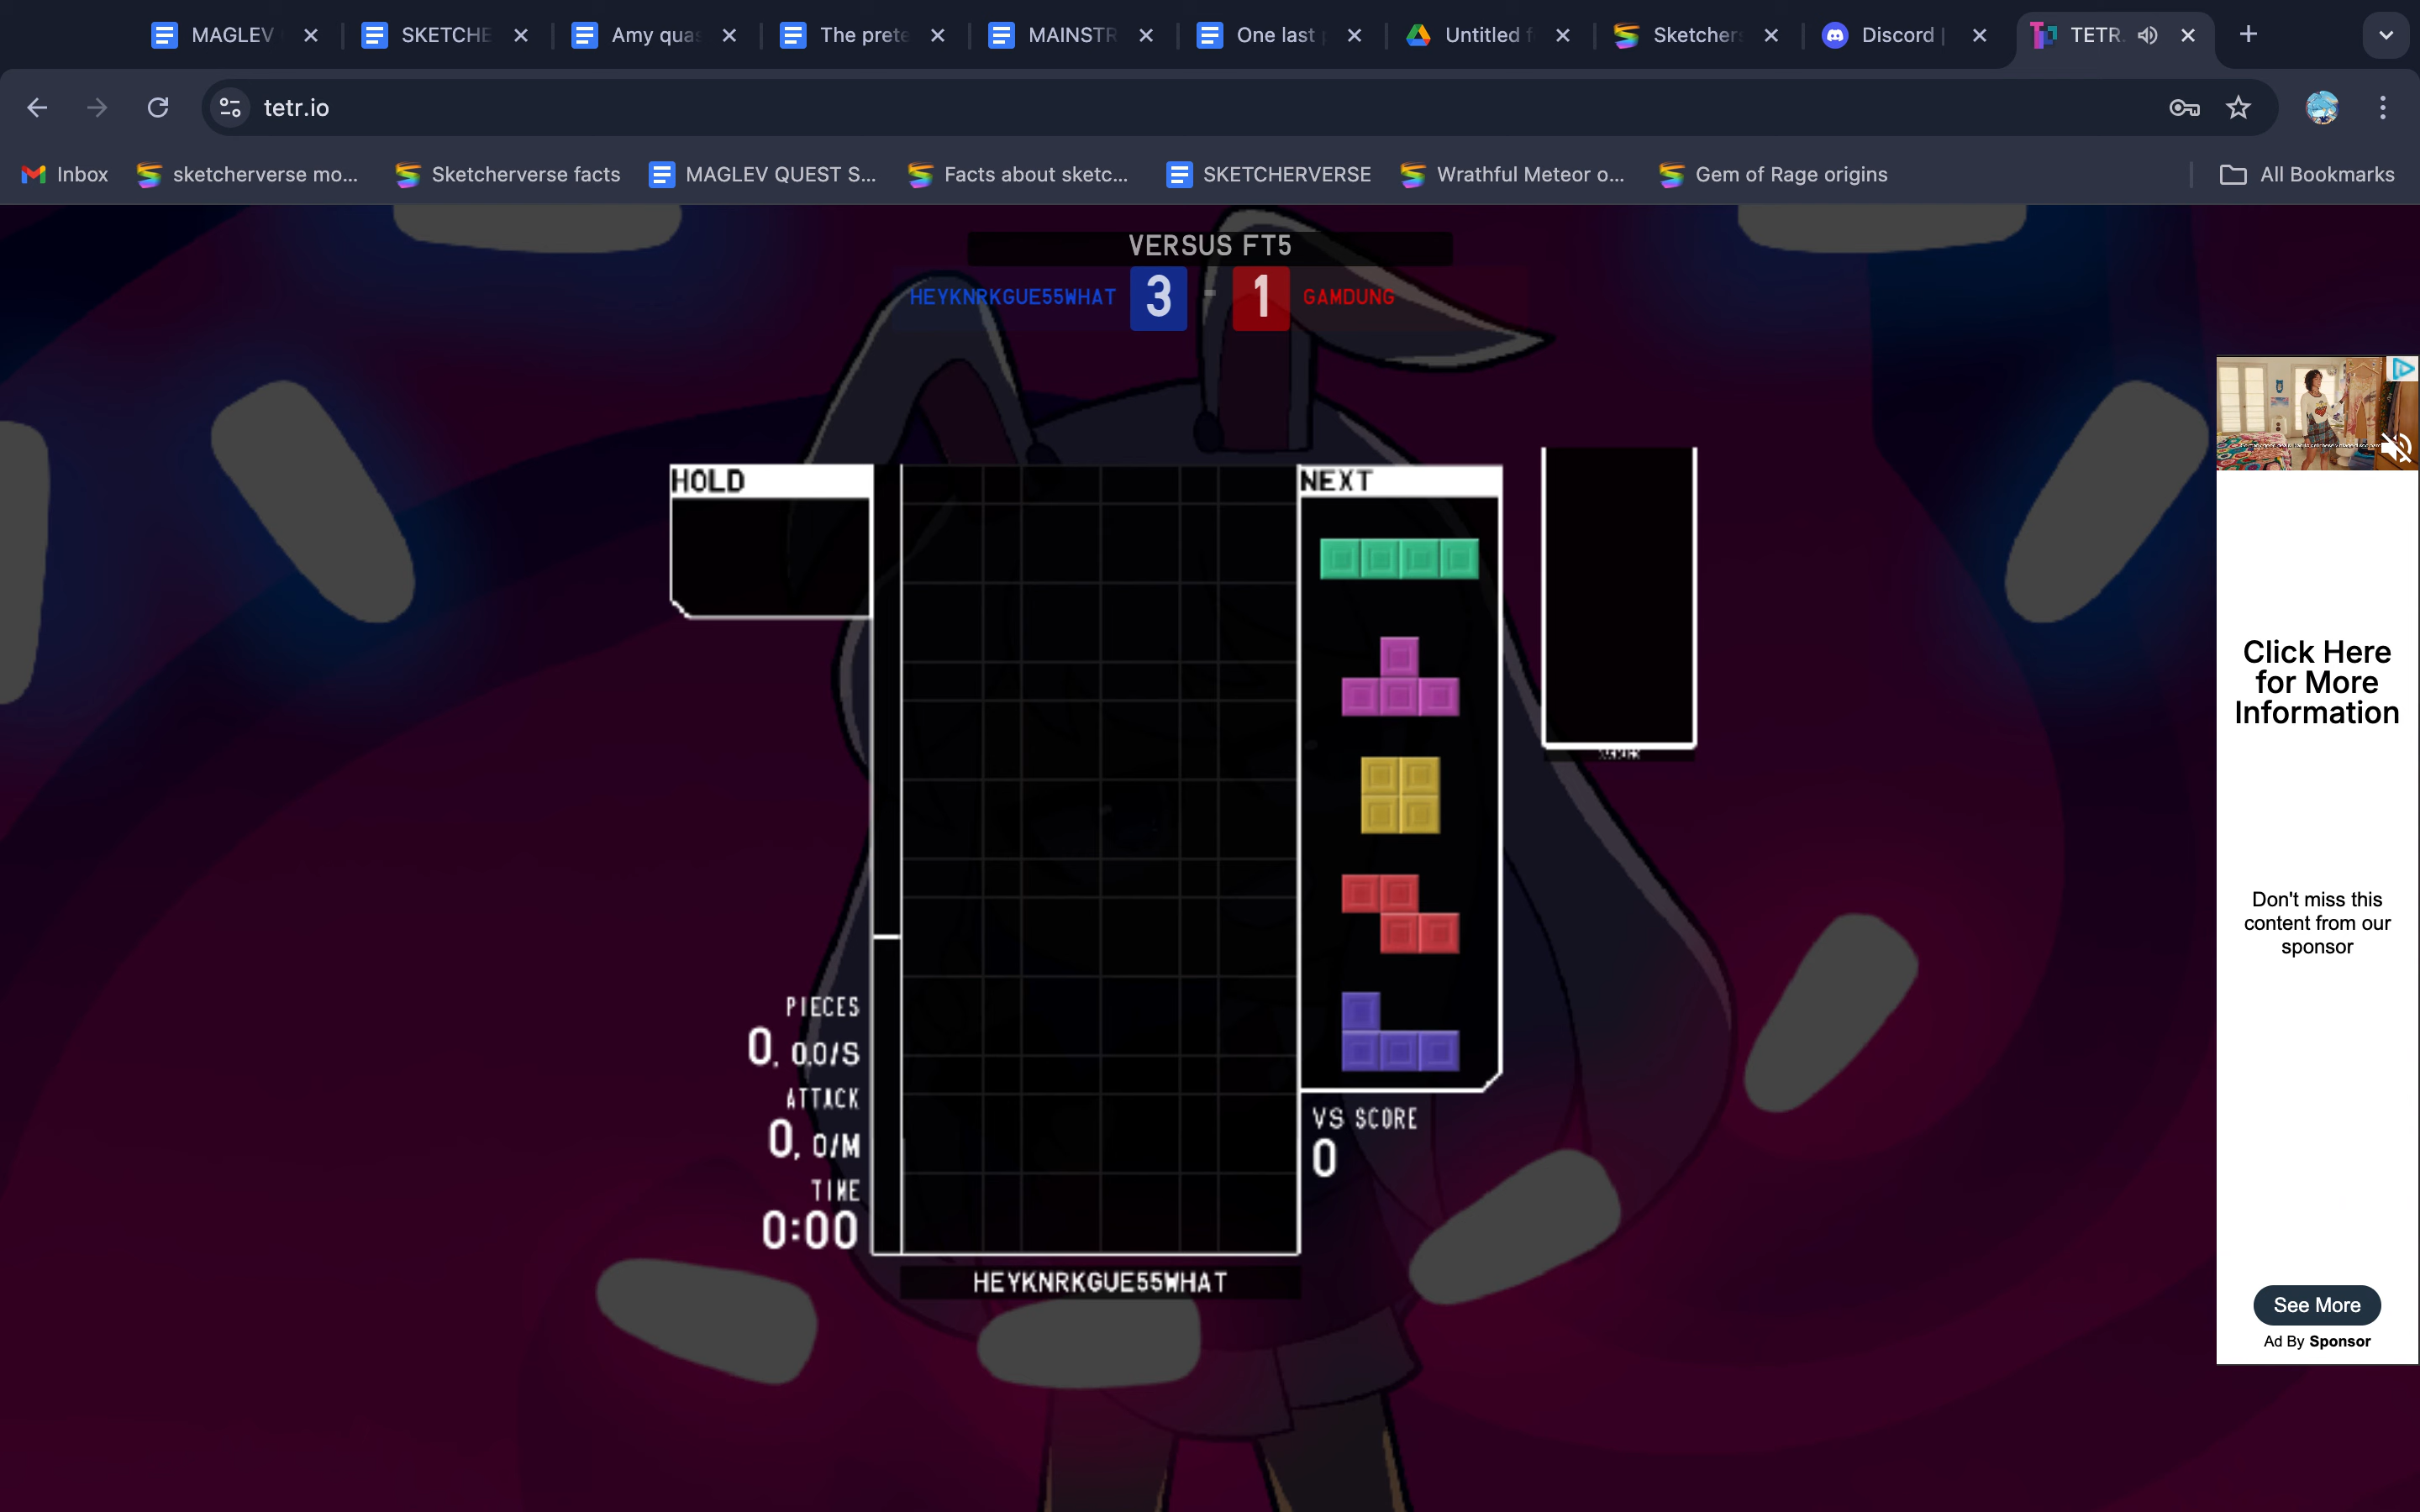 MAGLEV
SKETCHE
Amy quas
The prete
MAINSTR
One last
Untitled f
Sketchers
Discord |
TETR.
tetr.io
Inbox
sketcherverse mo...
Sketcherverse facts
MAGLEV QUEST S...
Facts about sketc...
SKETCHERVERSE
Wrathful Meteor o...
Gem of Rage origins
All Bookmarks
VERSUS FT5
HEYKNRKGUE55WHAT 3 - 1 GAMDUNG
HOLD
NEXT
PIECES
0, 0.0/S
ATTACK
0, 0/M
TIME
0:00
VS SCORE
0
HEYKNRKGUE55WHAT
Click Here
for More
Information
Don't miss this
content from our
sponsor
See More
Ad By Sponsor